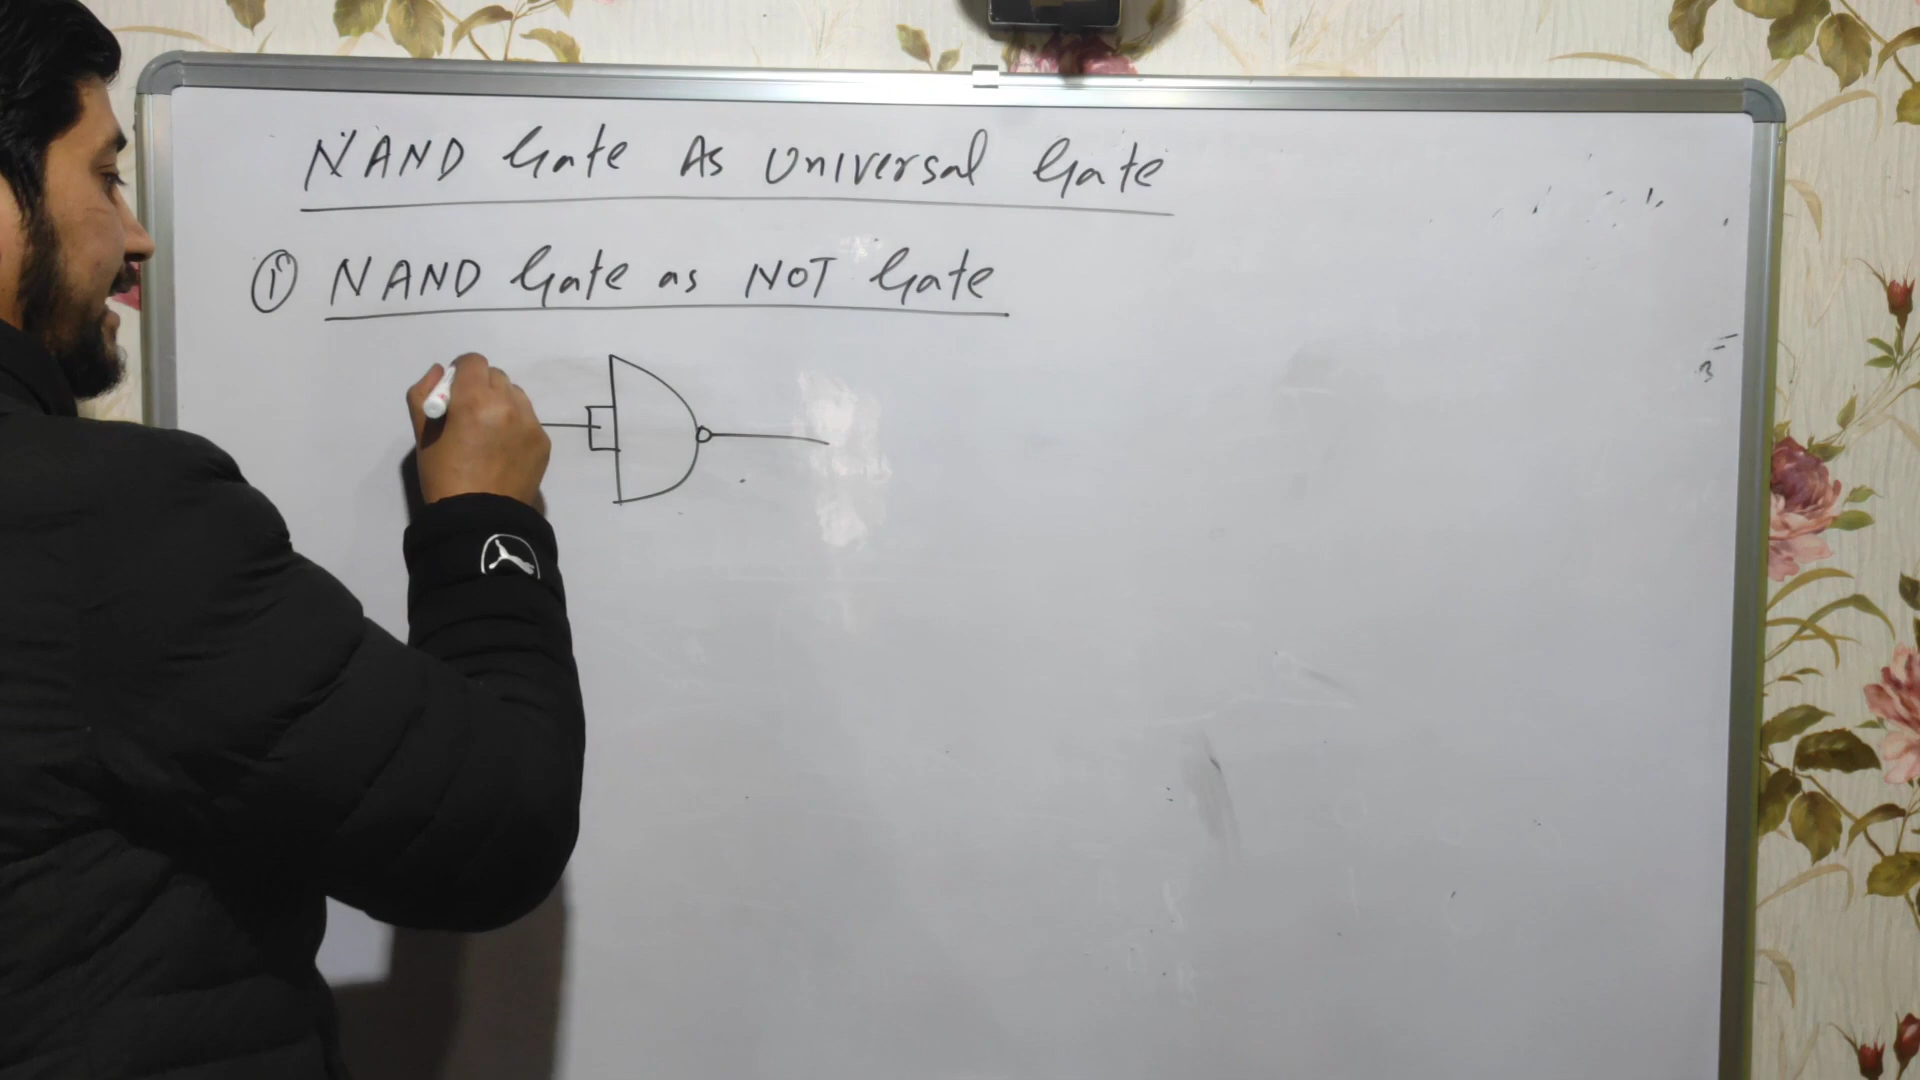 NAND Gate As Universal Gate
① NAND Gate as NOT Gate